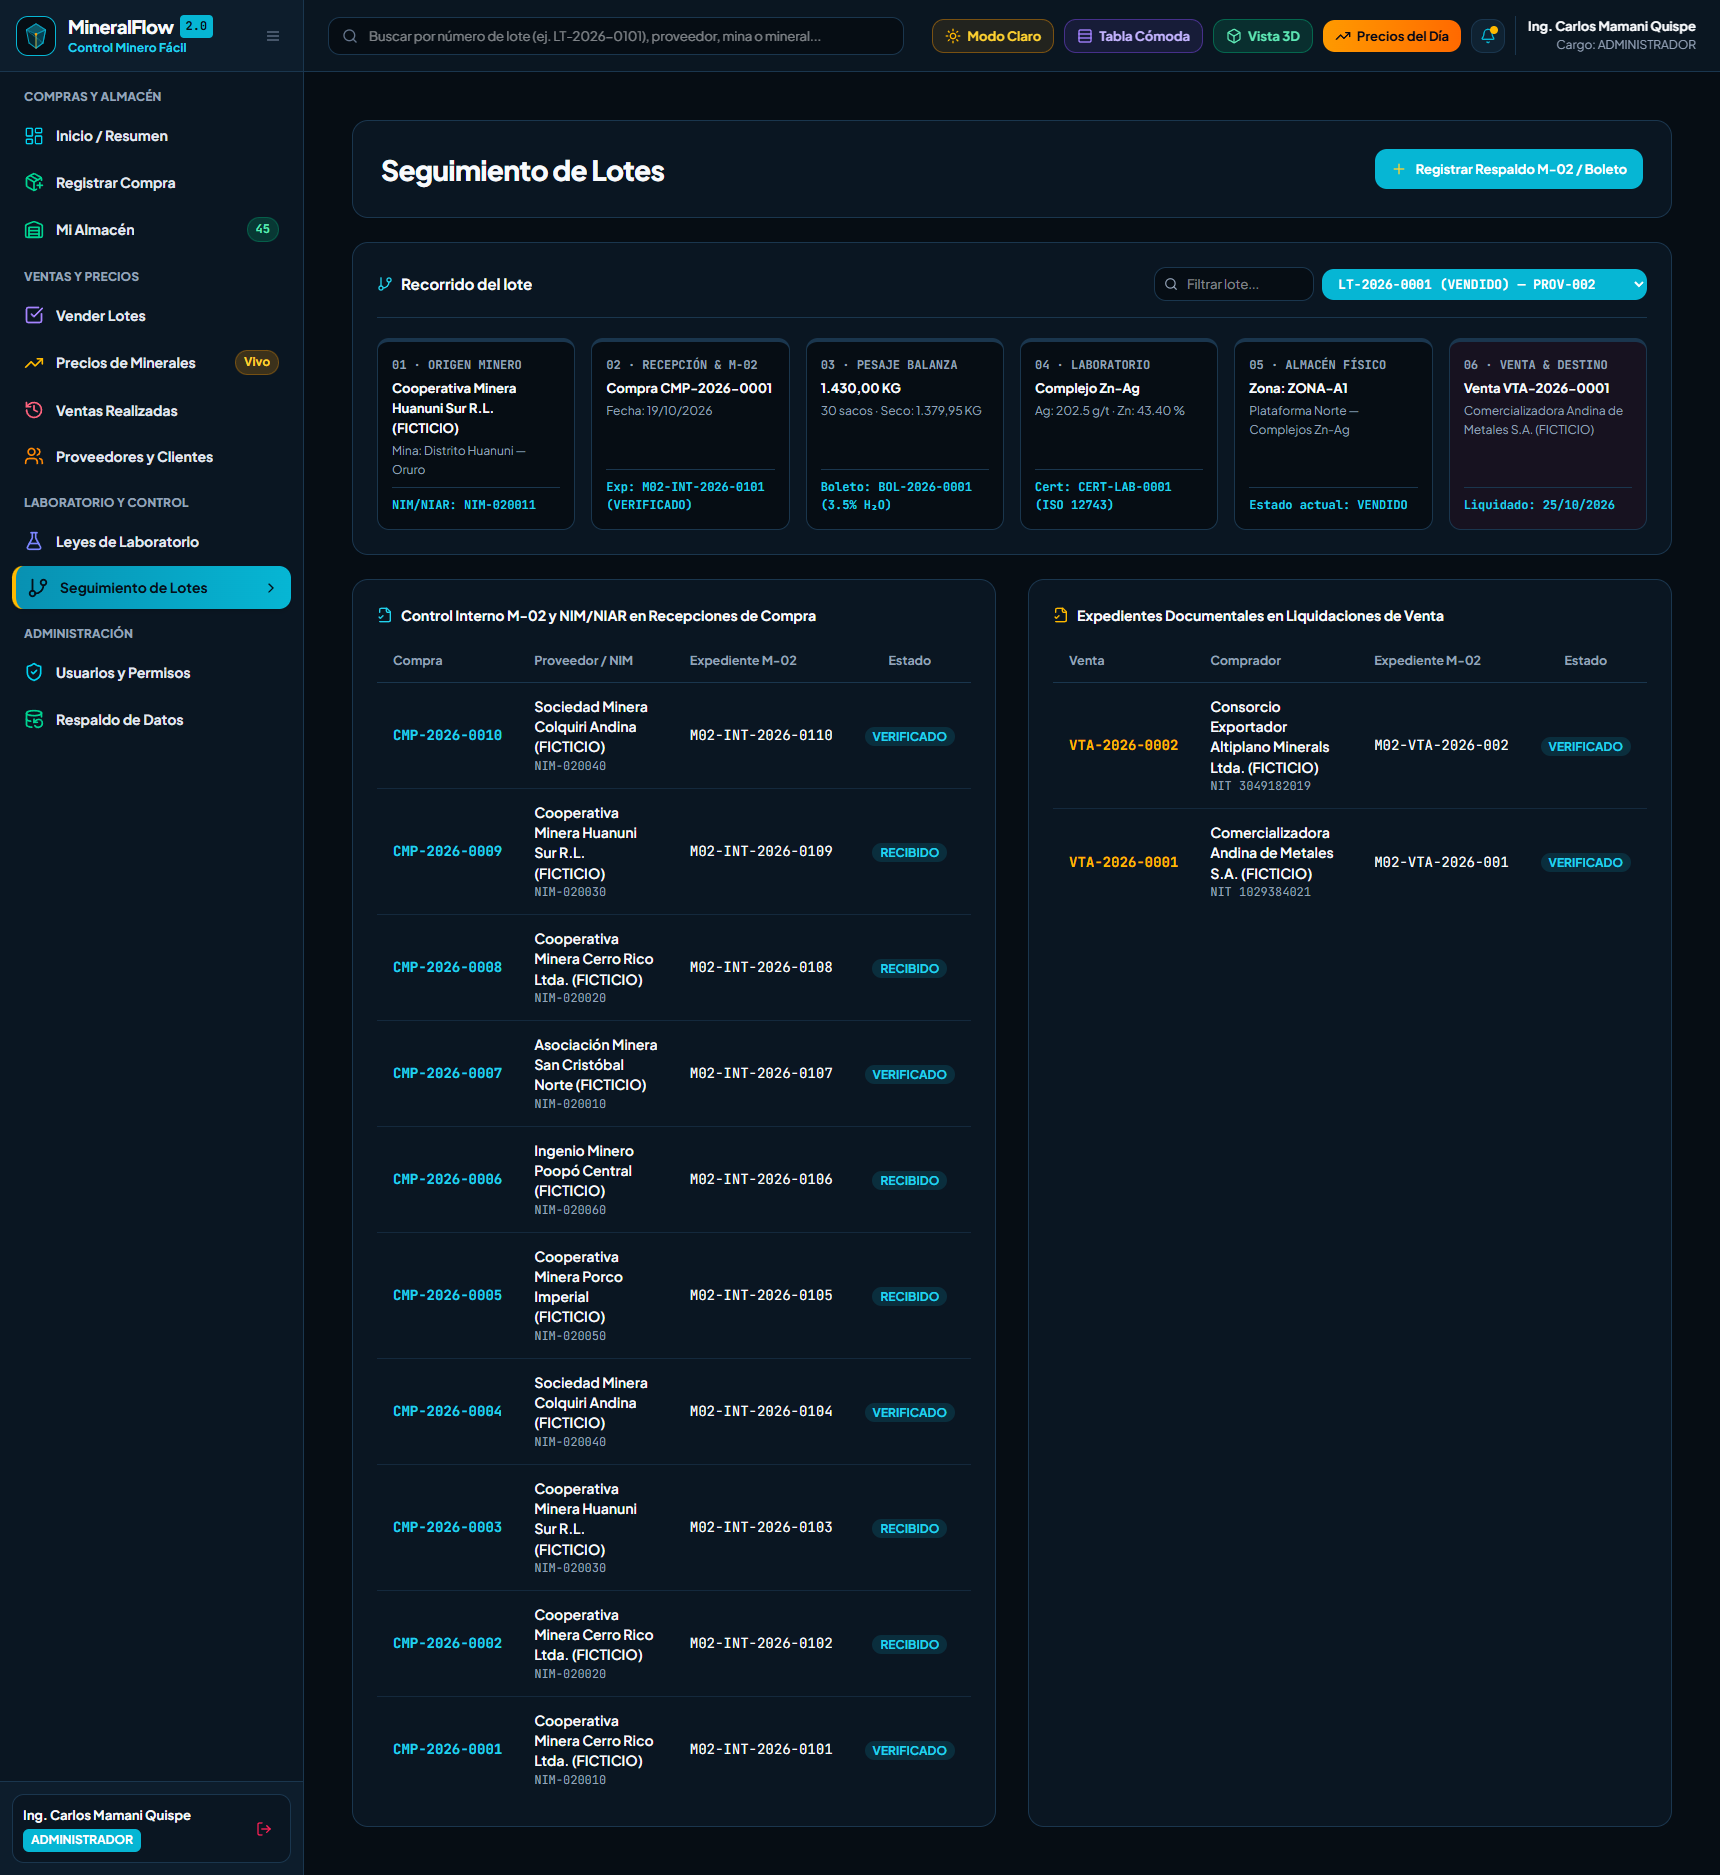 MineralFlow 2.0
Control Minero Fácil
COMPRAS Y ALMACÉN
Inicio / Resumen
Registrar Compra
Mi Almacén 45
VENTAS Y PRECIOS
Vender Lotes
Precios de Minerales Vivo
Ventas Realizadas
Proveedores y Clientes
LABORATORIO Y CONTROL
Leyes de Laboratorio
Seguimiento de Lotes
ADMINISTRACIÓN
Usuarios y Permisos
Respaldo de Datos
Ing. Carlos Mamani Quispe
ADMINISTRADOR
Buscar por número de lote (ej. LT-2026-0101), proveedor, mina o mineral...
Modo Claro
Tabla Cómoda
Vista 3D
Precios del Día
Ing. Carlos Mamani Quispe
Cargo: ADMINISTRADOR
Seguimiento de Lotes
Registrar Respaldo M-02 / Boleto
Recorrido del lote
Filtrar lote...
LT-2026-0001 (VENDIDO) — PROV-002
01 · ORIGEN MINERO
Cooperativa Minera
Huanuni Sur R.L.
(FICTICIO)
Mina: Distrito Huanuni —
Oruro
NIM/NIAR: NIM-020011
02 · RECEPCIÓN & M-02
Compra CMP-2026-0001
Fecha: 19/10/2026
Exp: M02-INT-2026-0101
(VERIFICADO)
03 · PESAJE BALANZA
1.430,00 KG
30 sacos · Seco: 1.379,95 KG
Boleto: BOL-2026-0001
(3.5% H₂O)
04 · LABORATORIO
Complejo Zn-Ag
Ag: 202.5 g/t · Zn: 43.40 %
Cert: CERT-LAB-0001
(ISO 12743)
05 · ALMACÉN FÍSICO
Zona: ZONA-A1
Plataforma Norte —
Complejos Zn-Ag
Estado actual: VENDIDO
06 · VENTA & DESTINO
Venta VTA-2026-0001
Comercializadora Andina de
Metales S.A. (FICTICIO)
Liquidado: 25/10/2026
Control Interno M-02 y NIM/NIAR en Recepciones de Compra
Compra Proveedor / NIM Expediente M-02 Estado
Sociedad Minera
Colquiri Andina
(FICTICIO)
NIM-020040
CMP-2026-0010 M02-INT-2026-0110 VERIFICADO
Cooperativa
Minera Huanuni
Sur R.L.
(FICTICIO)
NIM-020030
CMP-2026-0009 M02-INT-2026-0109 RECIBIDO
Cooperativa
Minera Cerro Rico
Ltda. (FICTICIO)
NIM-020020
CMP-2026-0008 M02-INT-2026-0108 RECIBIDO
Asociación Minera
San Cristóbal
Norte (FICTICIO)
NIM-020010
CMP-2026-0007 M02-INT-2026-0107 VERIFICADO
Ingenio Minero
Poopó Central
(FICTICIO)
NIM-020060
CMP-2026-0006 M02-INT-2026-0106 RECIBIDO
Cooperativa
Minera Porco
Imperial
(FICTICIO)
NIM-020050
CMP-2026-0005 M02-INT-2026-0105 RECIBIDO
Sociedad Minera
Colquiri Andina
(FICTICIO)
NIM-020040
CMP-2026-0004 M02-INT-2026-0104 VERIFICADO
Cooperativa
Minera Huanuni
Sur R.L.
(FICTICIO)
NIM-020030
CMP-2026-0003 M02-INT-2026-0103 RECIBIDO
Cooperativa
Minera Cerro Rico
Ltda. (FICTICIO)
NIM-020020
CMP-2026-0002 M02-INT-2026-0102 RECIBIDO
Cooperativa
Minera Cerro Rico
Ltda. (FICTICIO)
NIM-020010
CMP-2026-0001 M02-INT-2026-0101 VERIFICADO
Expedientes Documentales en Liquidaciones de Venta
Venta Comprador Expediente M-02 Estado
Consorcio
Exportador
Altiplano Minerals
Ltda. (FICTICIO)
NIT 3049182019
VTA-2026-0002 M02-VTA-2026-002 VERIFICADO
Comercializadora
Andina de Metales
S.A. (FICTICIO)
NIT 1029384021
VTA-2026-0001 M02-VTA-2026-001 VERIFICADO